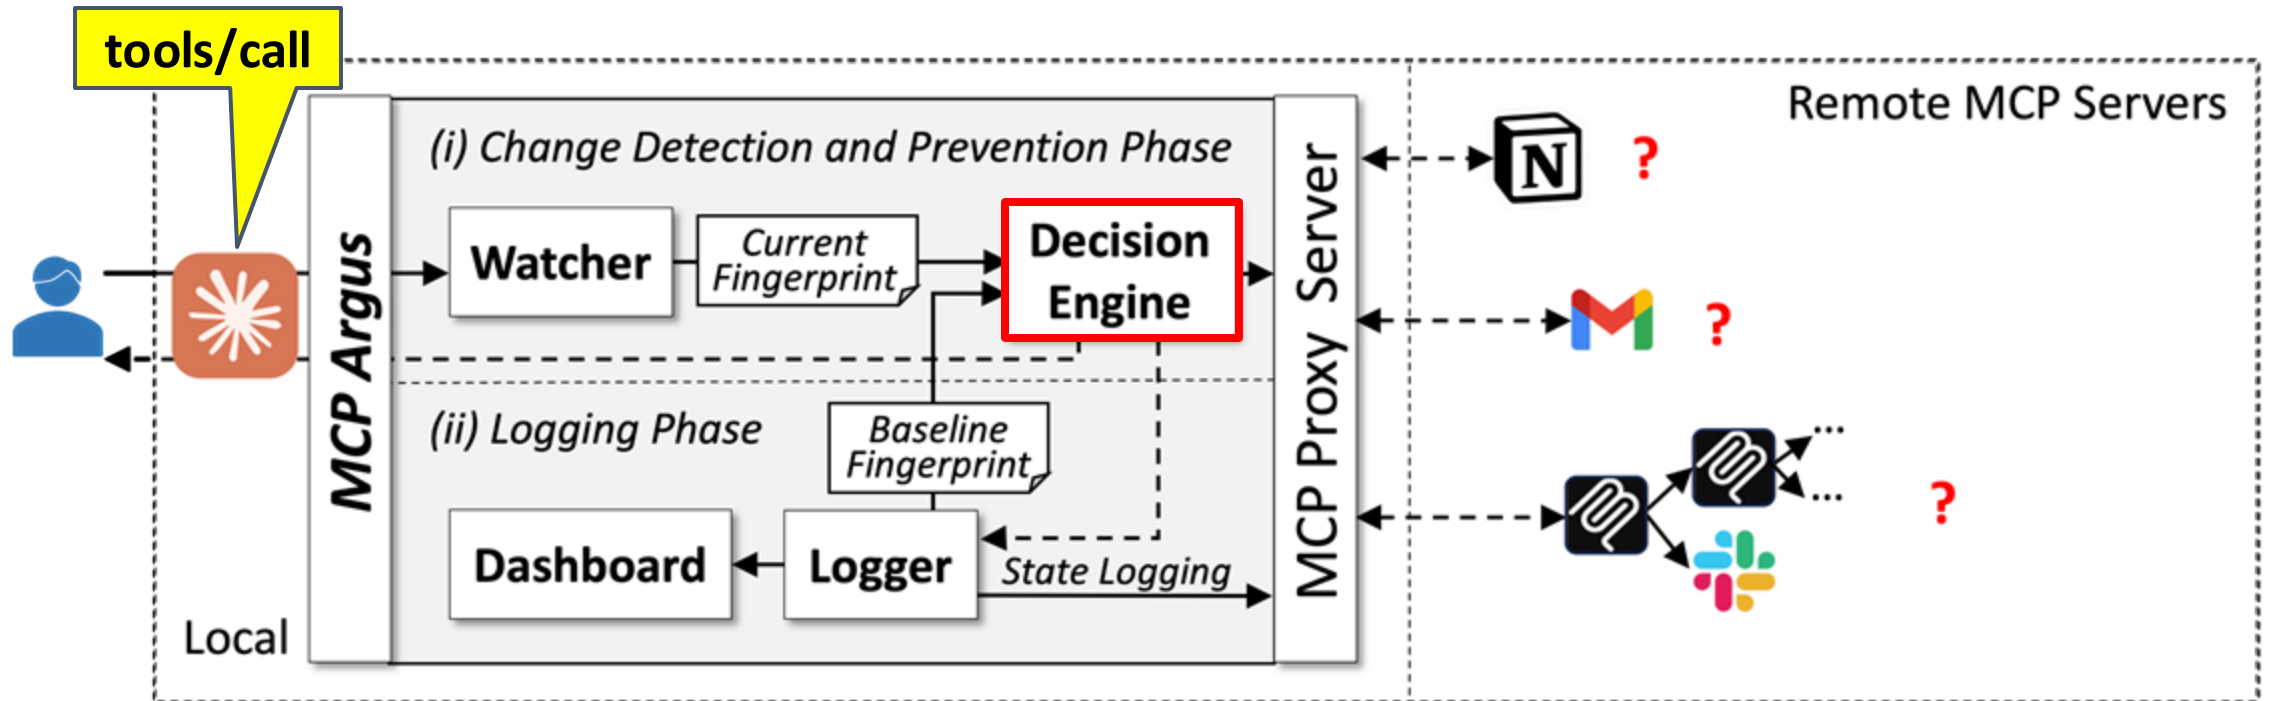 tools/call
Remote MCP Servers
(i) Change Detection and Prevention Phase
MCP Argus
Watcher
Current
Fingerprint
Decision
Engine
MCP Proxy Server
N
?
?
(ii) Logging Phase
Baseline
Fingerprint
...
...
?
Dashboard
Logger
State Logging
Local